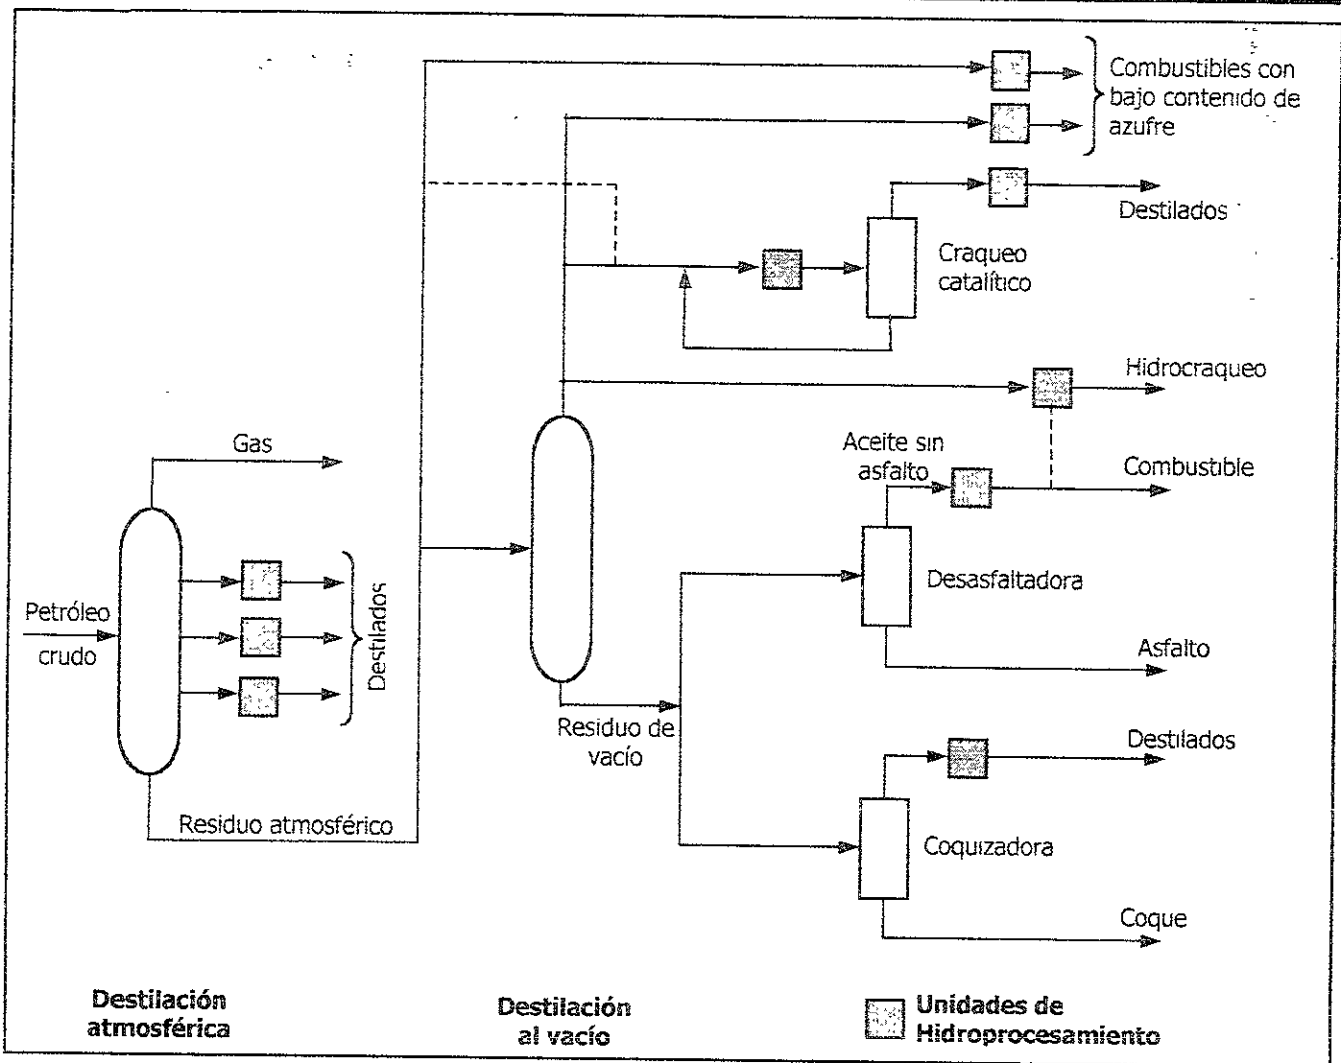 Combustibles con
bajo contenido de
azufre
Destilados
Craqueo
catalítico
Hidrocraqueo
Aceite sin
asfalto
Combustible
Gas
Desasfaltadora
Petróleo
crudo
Destilados
Asfalto
Residuo de
vacío
Destilados
Residuo atmosférico
Coquizadora
Coque
Destilación
atmosférica
Destilación
al vacío
Unidades de
Hidroprocesamiento